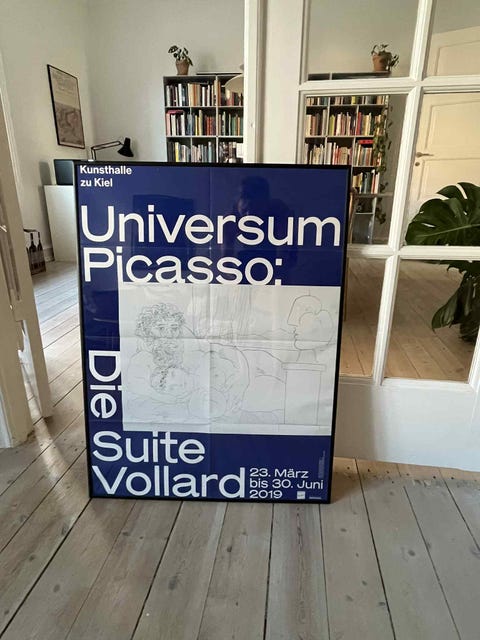 Kunsthalle
zu Kiel
Universum
Picasso:
Die
Suite
Vollard
23. März
bis 30. Juni
2019